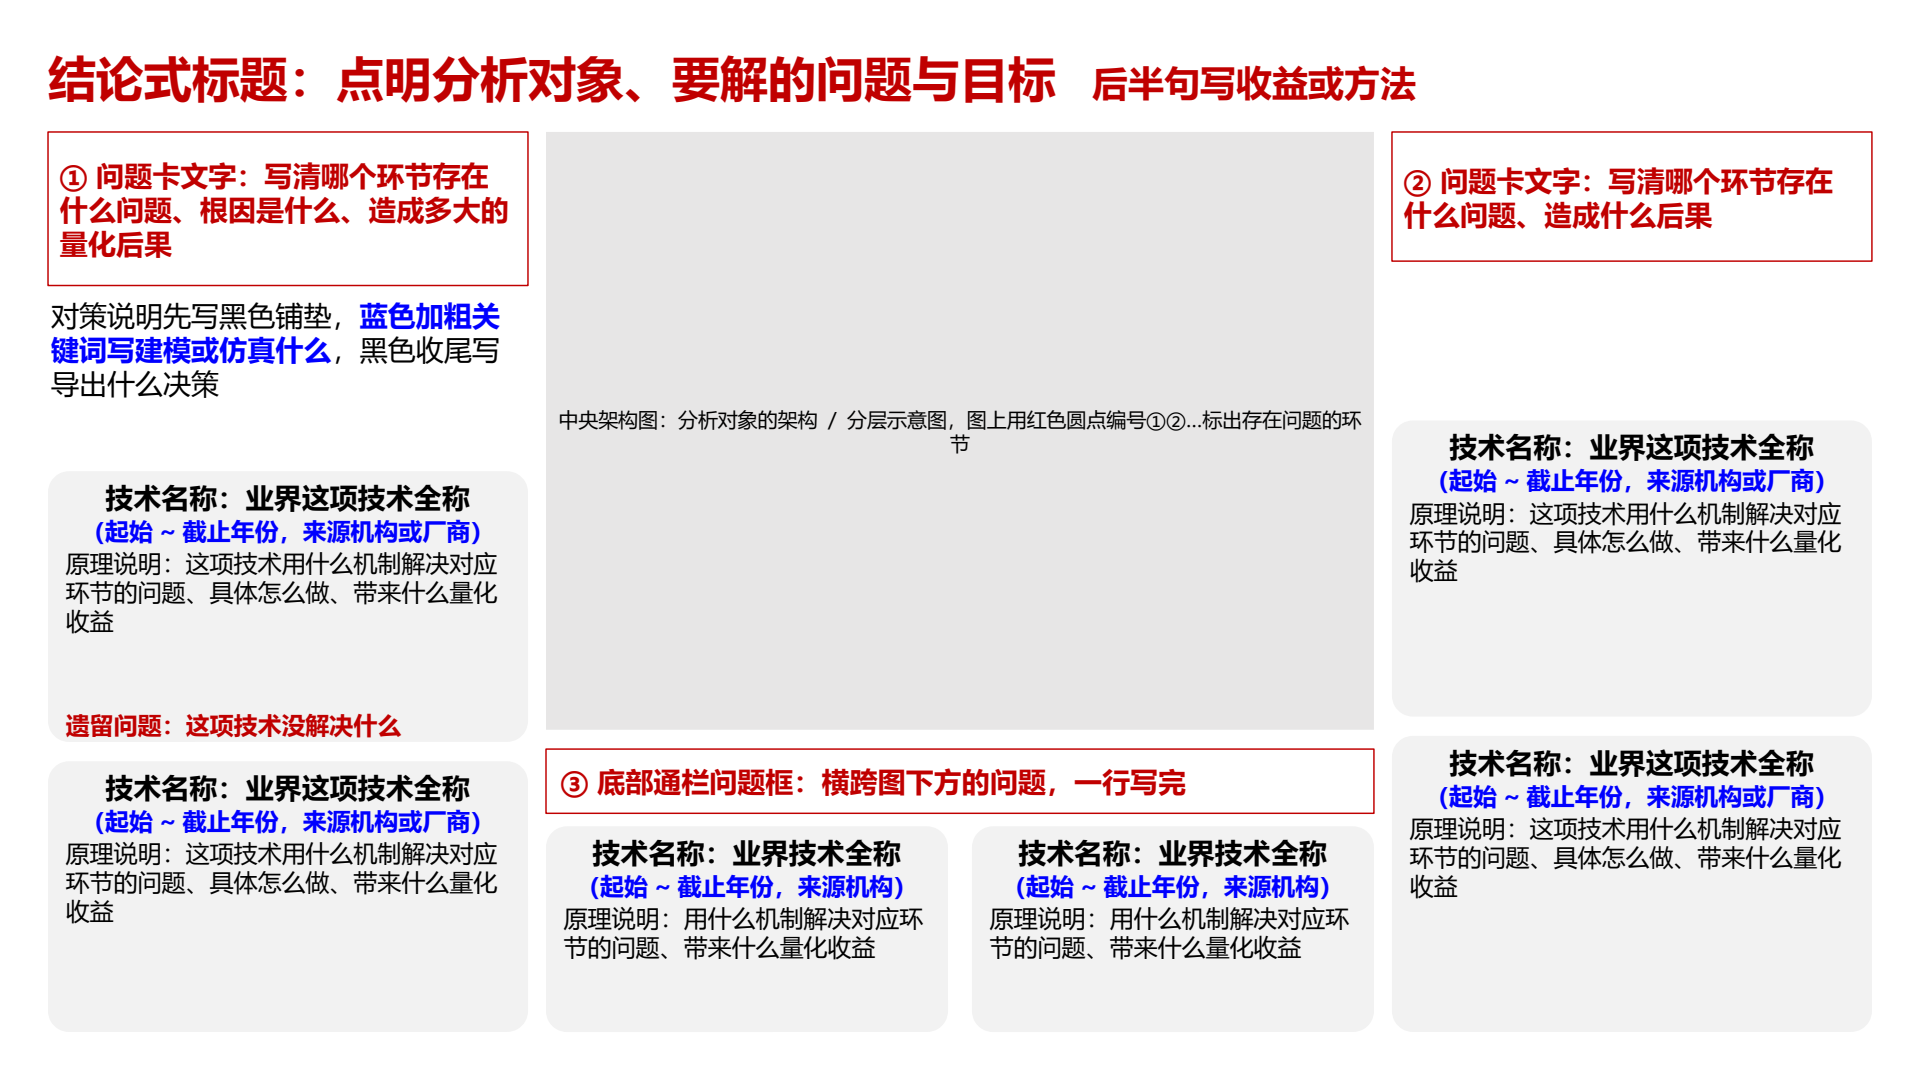 结论式标题：点明分析对象、要解的问题与目标 后半句写收益或方法
① 问题卡文字：写清哪个环节存在
什么问题、根因是什么、造成多大的
量化后果
对策说明先写黑色铺垫，蓝色加粗关
键词写建模或仿真什么，黑色收尾写
导出什么决策
技术名称：业界这项技术全称
（起始 ~ 截止年份，来源机构或厂商）
原理说明：这项技术用什么机制解决对应
环节的问题、具体怎么做、带来什么量化
收益
遗留问题：这项技术没解决什么
技术名称：业界这项技术全称
（起始 ~ 截止年份，来源机构或厂商）
原理说明：这项技术用什么机制解决对应
环节的问题、具体怎么做、带来什么量化
收益
中央架构图：分析对象的架构 / 分层示意图，图上用红色圆点编号①②...标出存在问题的环
节
③ 底部通栏问题框：横跨图下方的问题，一行写完
技术名称：业界技术全称
（起始 ~ 截止年份，来源机构）
原理说明：用什么机制解决对应环
节的问题、带来什么量化收益
技术名称：业界技术全称
（起始 ~ 截止年份，来源机构）
原理说明：用什么机制解决对应环
节的问题、带来什么量化收益
② 问题卡文字：写清哪个环节存在
什么问题、造成什么后果
技术名称：业界这项技术全称
（起始 ~ 截止年份，来源机构或厂商）
原理说明：这项技术用什么机制解决对应
环节的问题、具体怎么做、带来什么量化
收益
技术名称：业界这项技术全称
（起始 ~ 截止年份，来源机构或厂商）
原理说明：这项技术用什么机制解决对应
环节的问题、具体怎么做、带来什么量化
收益